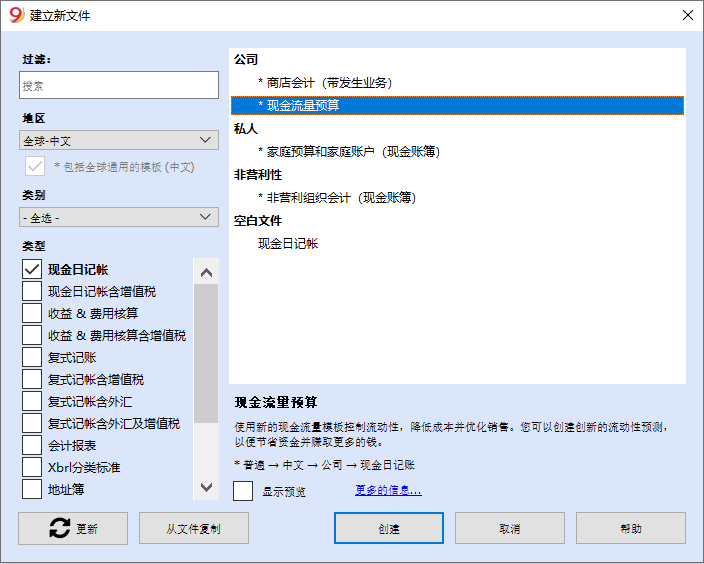 建立新文件
过滤：
搜索
地区
全球-中文
* 包括全球通用的模板 (中文)
类别
- 全选 -
类型
现金日记帐
现金日记帐含增值税
收益 & 费用核算
收益 & 费用核算含增值税
复式记账
复式记帐含增值税
复式记帐含外汇
复式记帐含外汇及增值税
会计报表
Xbrl分类标准
地址簿
公司
* 商店会计（带发生业务）
* 现金流量预算
私人
* 家庭预算和家庭账户（现金账簿）
非营利性
* 非营利组织会计（现金账簿）
空白文件
现金日记帐
现金流量预算
使用新的现金流量模板控制流动性，降低成本并优化销售。您可以创建创新的流动性预测，
以便节省资金并赚取更多的钱。
* 普遍 → 中文 → 公司 → 现金日记账
显示预览
更多的信息...
更新
从文件复制
创建
取消
帮助